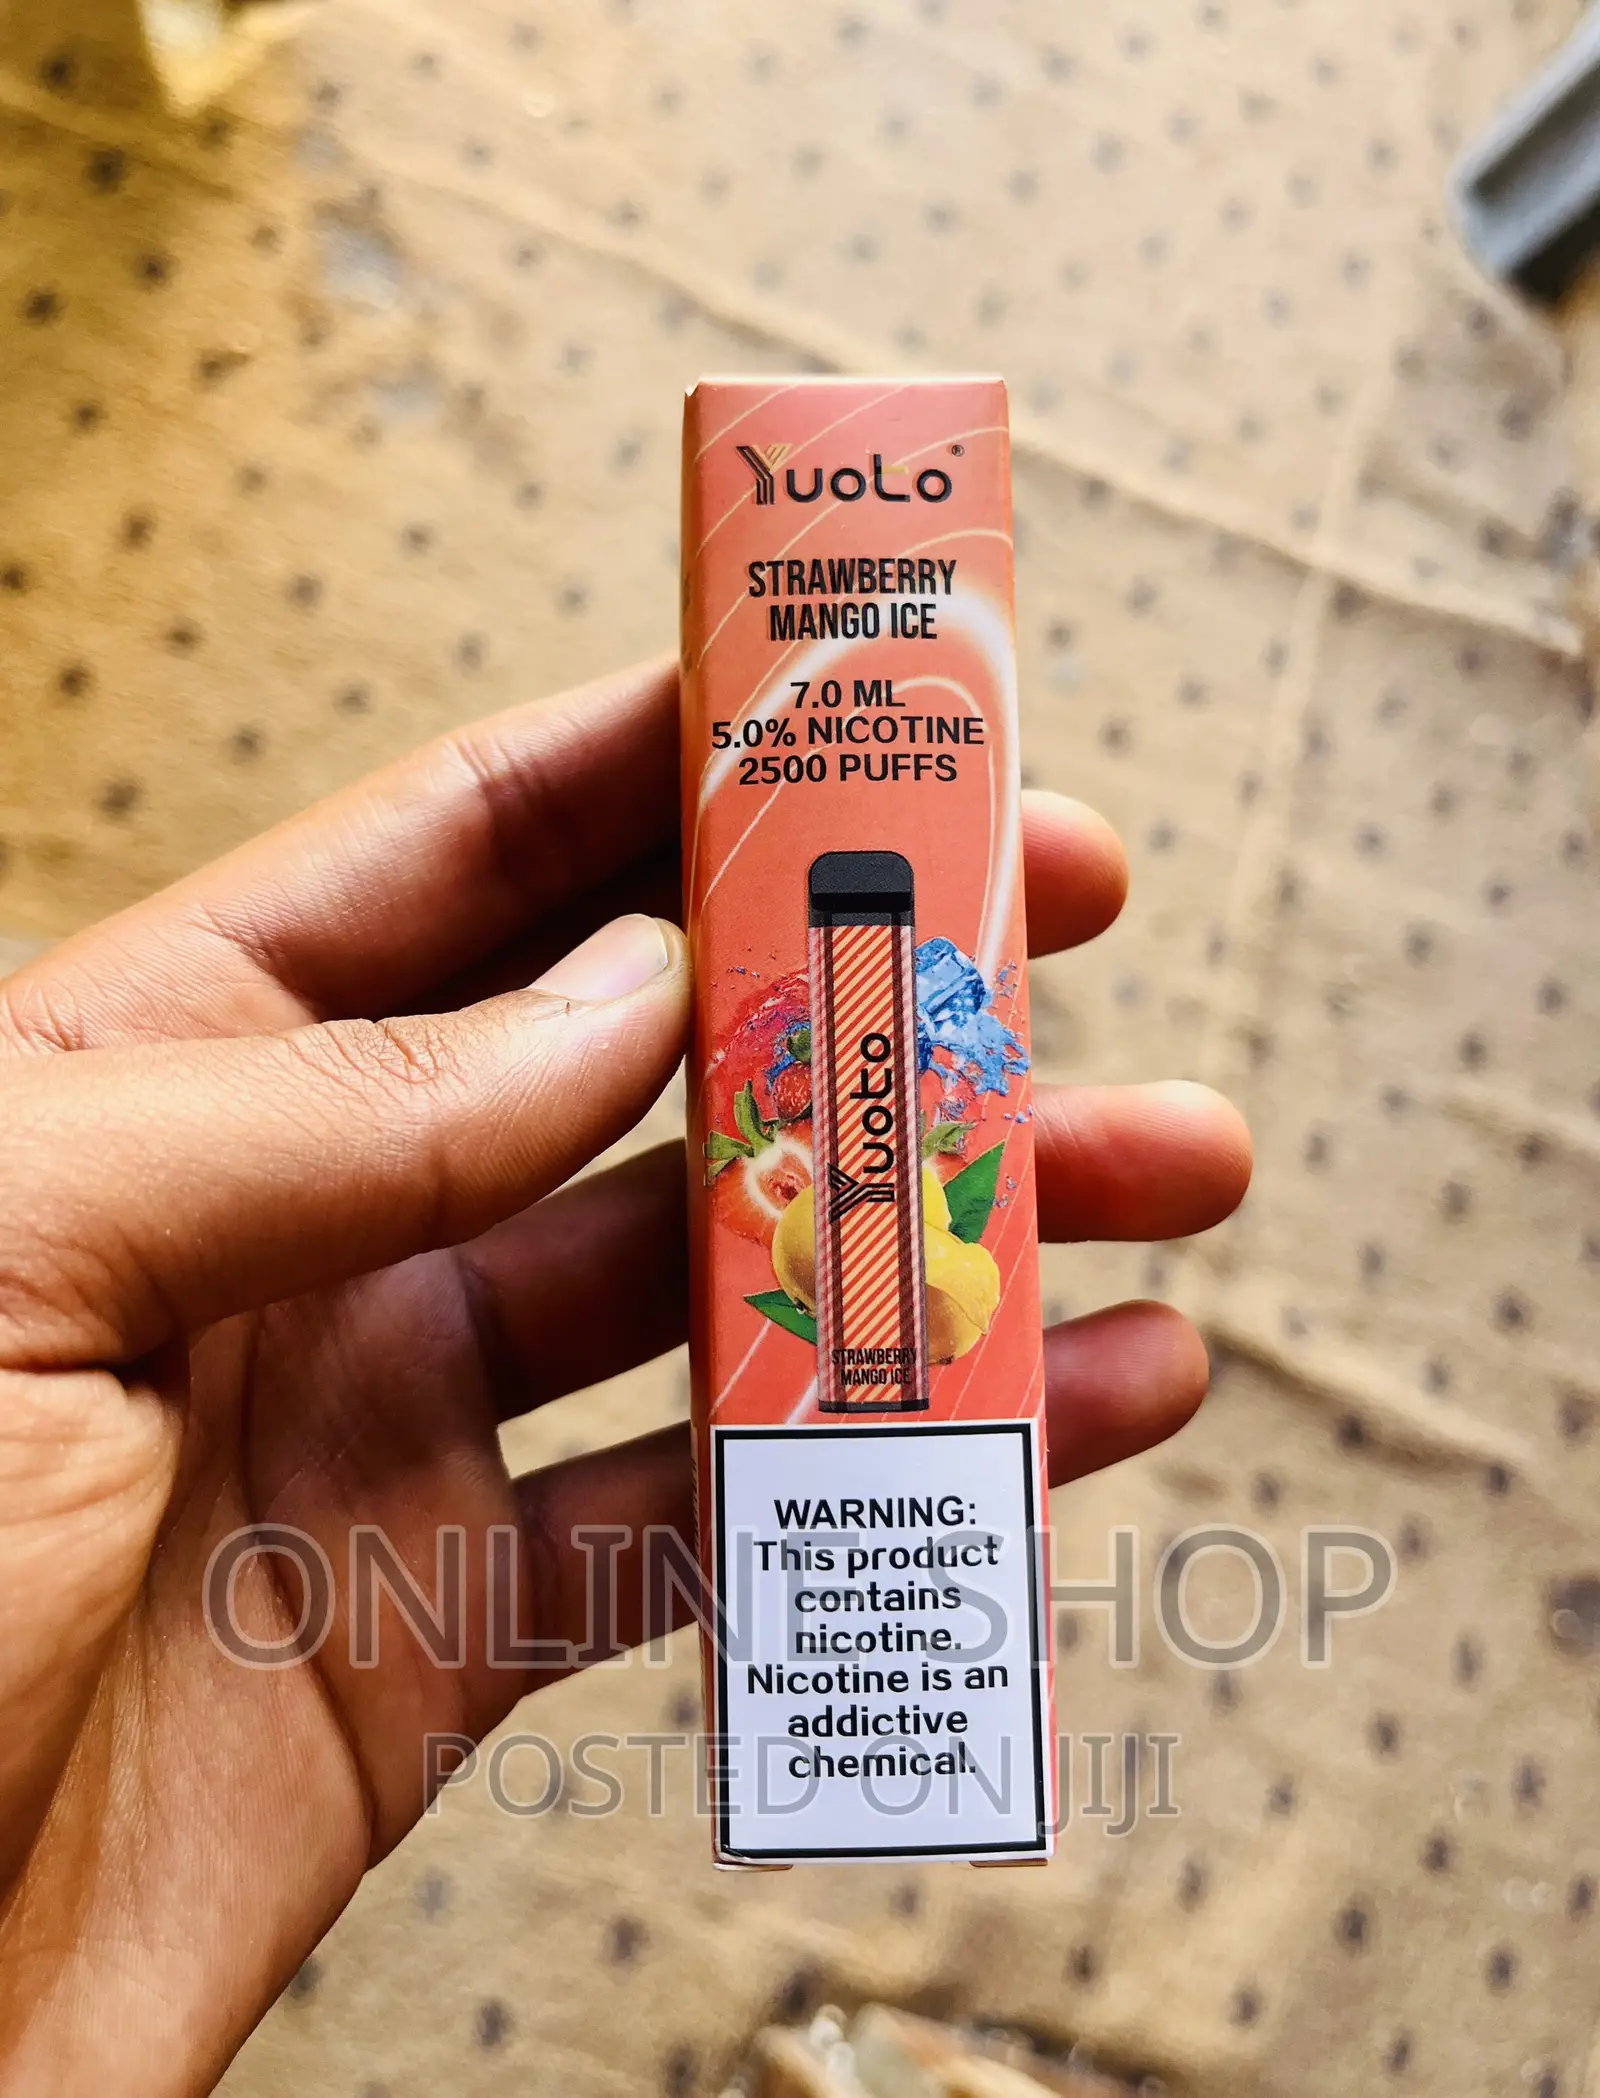 Yuoto®
STRAWBERRY
MANGO ICE
7.0 ML
5.0% NICOTINE
2500 PUFFS
Yuoto
STRAWBERRY
MANGO ICE
WARNING:
This product
contains
nicotine.
Nicotine is an
addictive
chemical.
ONLINE SHOP
POSTED ON JIJI